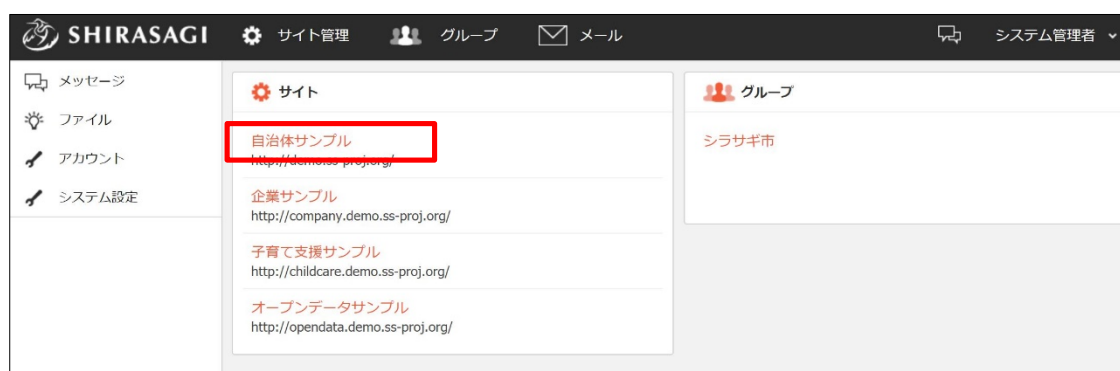 SHIRASAGI サイト管理 グループ メール システム管理者
メッセージ
ファイル
アカウント
システム設定
サイト
自治体サンプル
http://demo.ss-proj.org/
企業サンプル
http://company.demo.ss-proj.org/
子育て支援サンプル
http://childcare.demo.ss-proj.org/
オープンデータサンプル
http://opendata.demo.ss-proj.org/
グループ
シラサギ市